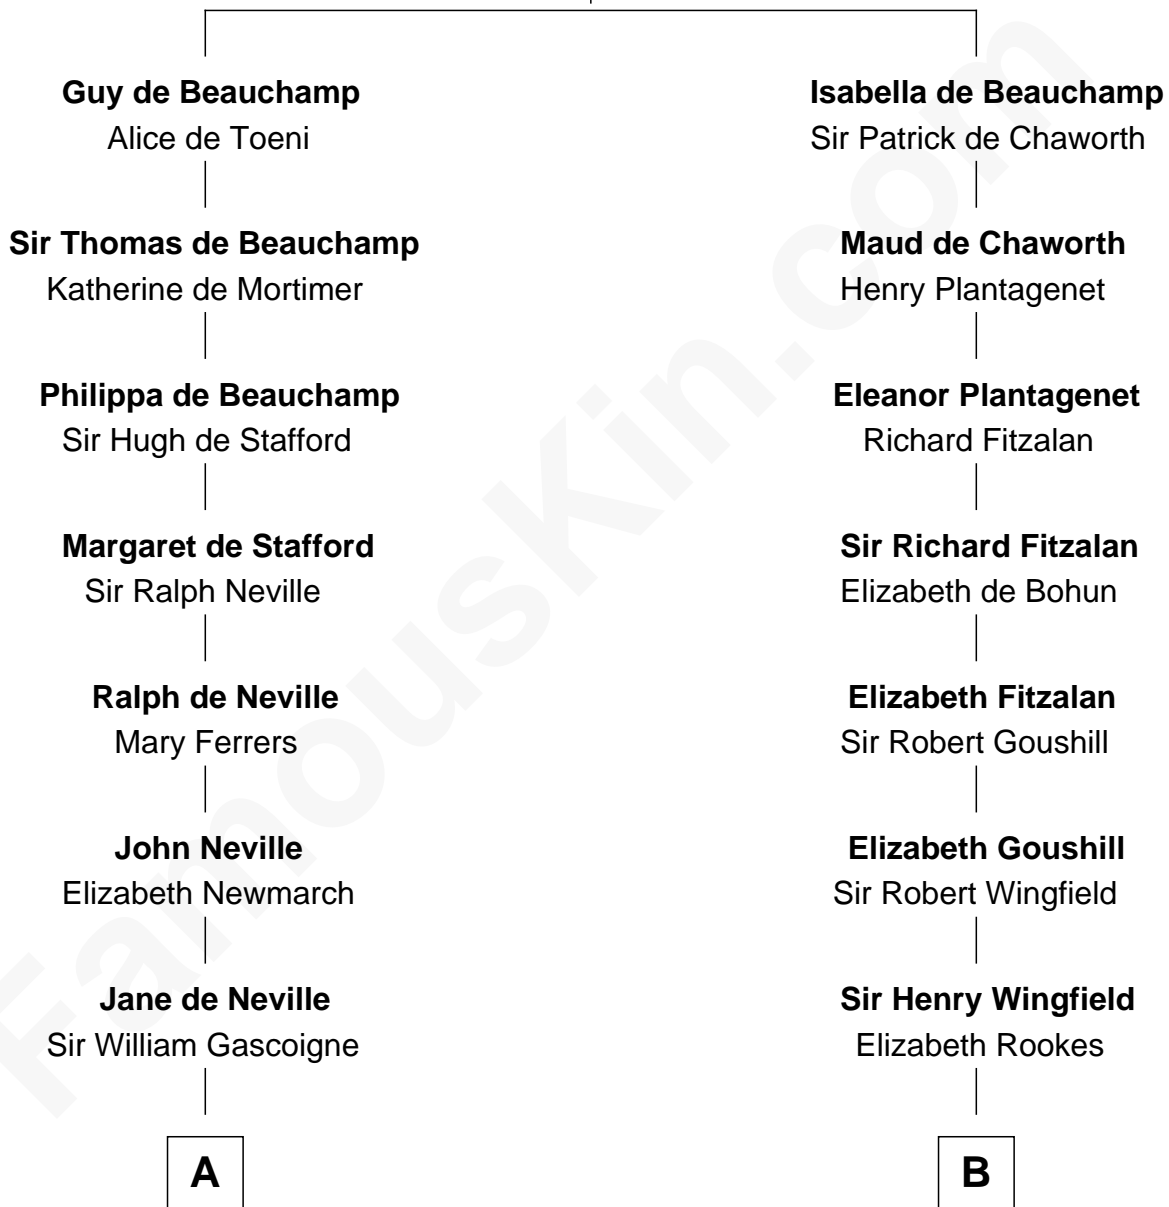 Guy de Beauchamp
Alice de Toeni
Sir Thomas de Beauchamp
Katherine de Mortimer
Philippa de Beauchamp
Sir Hugh de Stafford
Margaret de Stafford
Sir Ralph Neville
Ralph de Neville
Mary Ferrers
John Neville
Elizabeth Newmarch
Jane de Neville
Sir William Gascoigne
A
Isabella de Beauchamp
Sir Patrick de Chaworth
Maud de Chaworth
Henry Plantagenet
Eleanor Plantagenet
Richard Fitzalan
Sir Richard Fitzalan
Elizabeth de Bohun
Elizabeth Fitzalan
Sir Robert Goushill
Elizabeth Goushill
Sir Robert Wingfield
Sir Henry Wingfield
Elizabeth Rookes
B
FamousKin.com